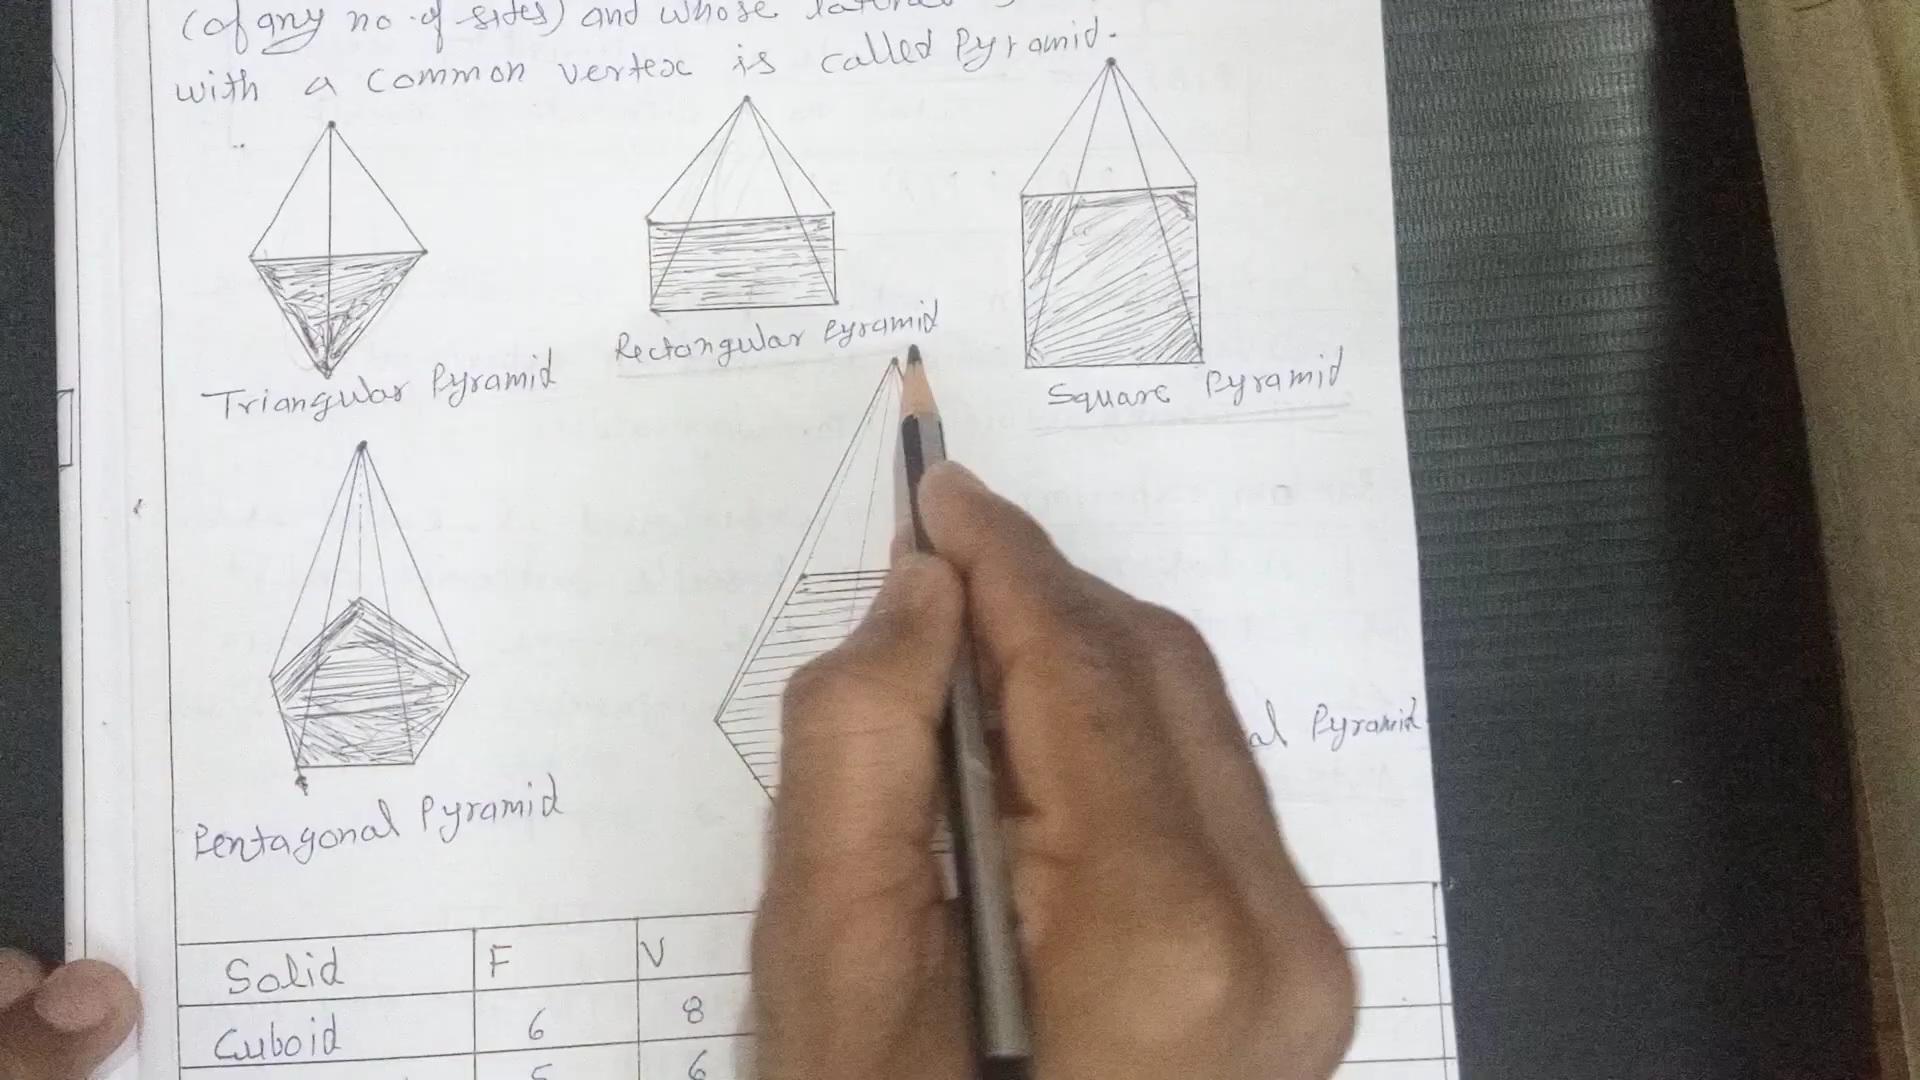 (of any no. of sides) and whose
with a common vertex is called Pyramid.
Triangular Pyramid
Rectangular Pyramid
Square Pyramid
al Pyramid
Pentagonal Pyramid
Solid F V
Cuboid 6 8
5 6